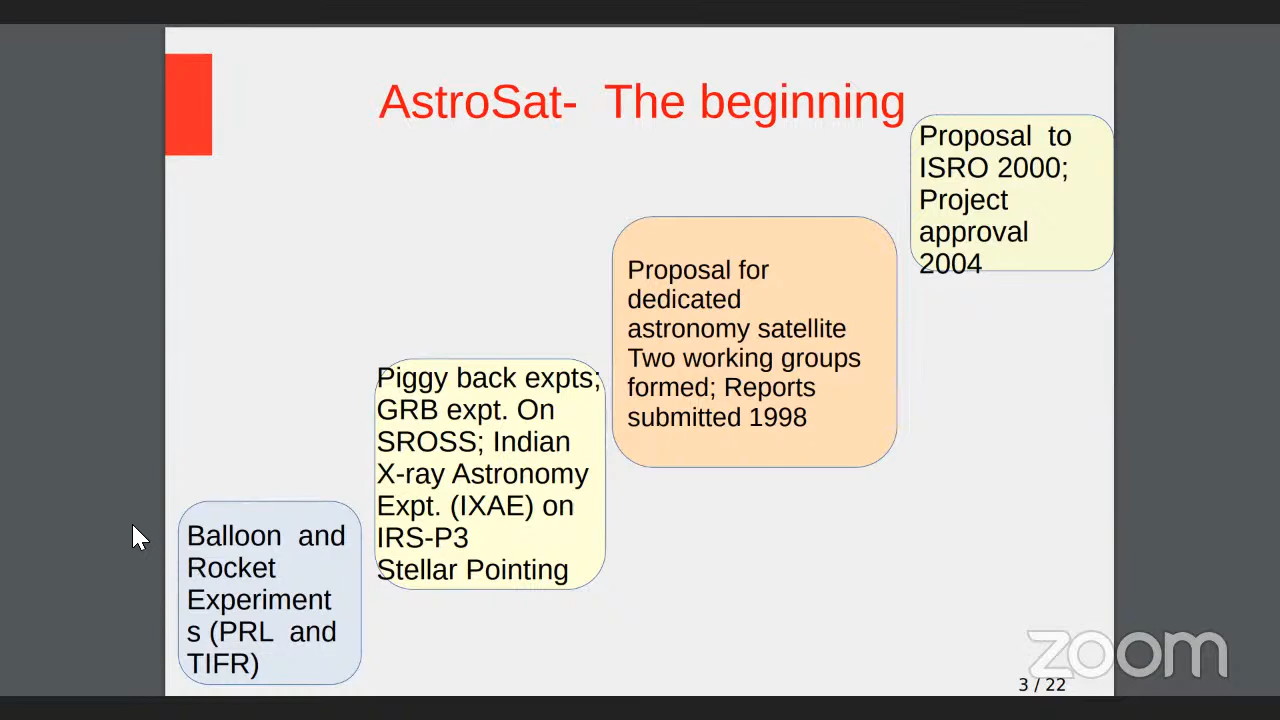 AstroSat-  The beginning
Proposal  to
ISRO 2000;
Project
approval
2004
Proposal for
dedicated
astronomy satellite
Two working groups
formed; Reports
submitted 1998
Piggy back expts;
GRB expt. On
SROSS; Indian
X-ray Astronomy
Expt. (IXAE) on
IRS-P3
Stellar Pointing
Balloon  and
Rocket
Experiment
s (PRL  and
TIFR)
zoom
3 / 22